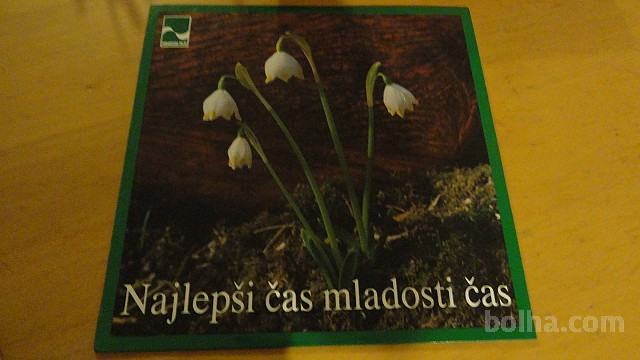 Najlepši čas mladosti čas
bolha.com